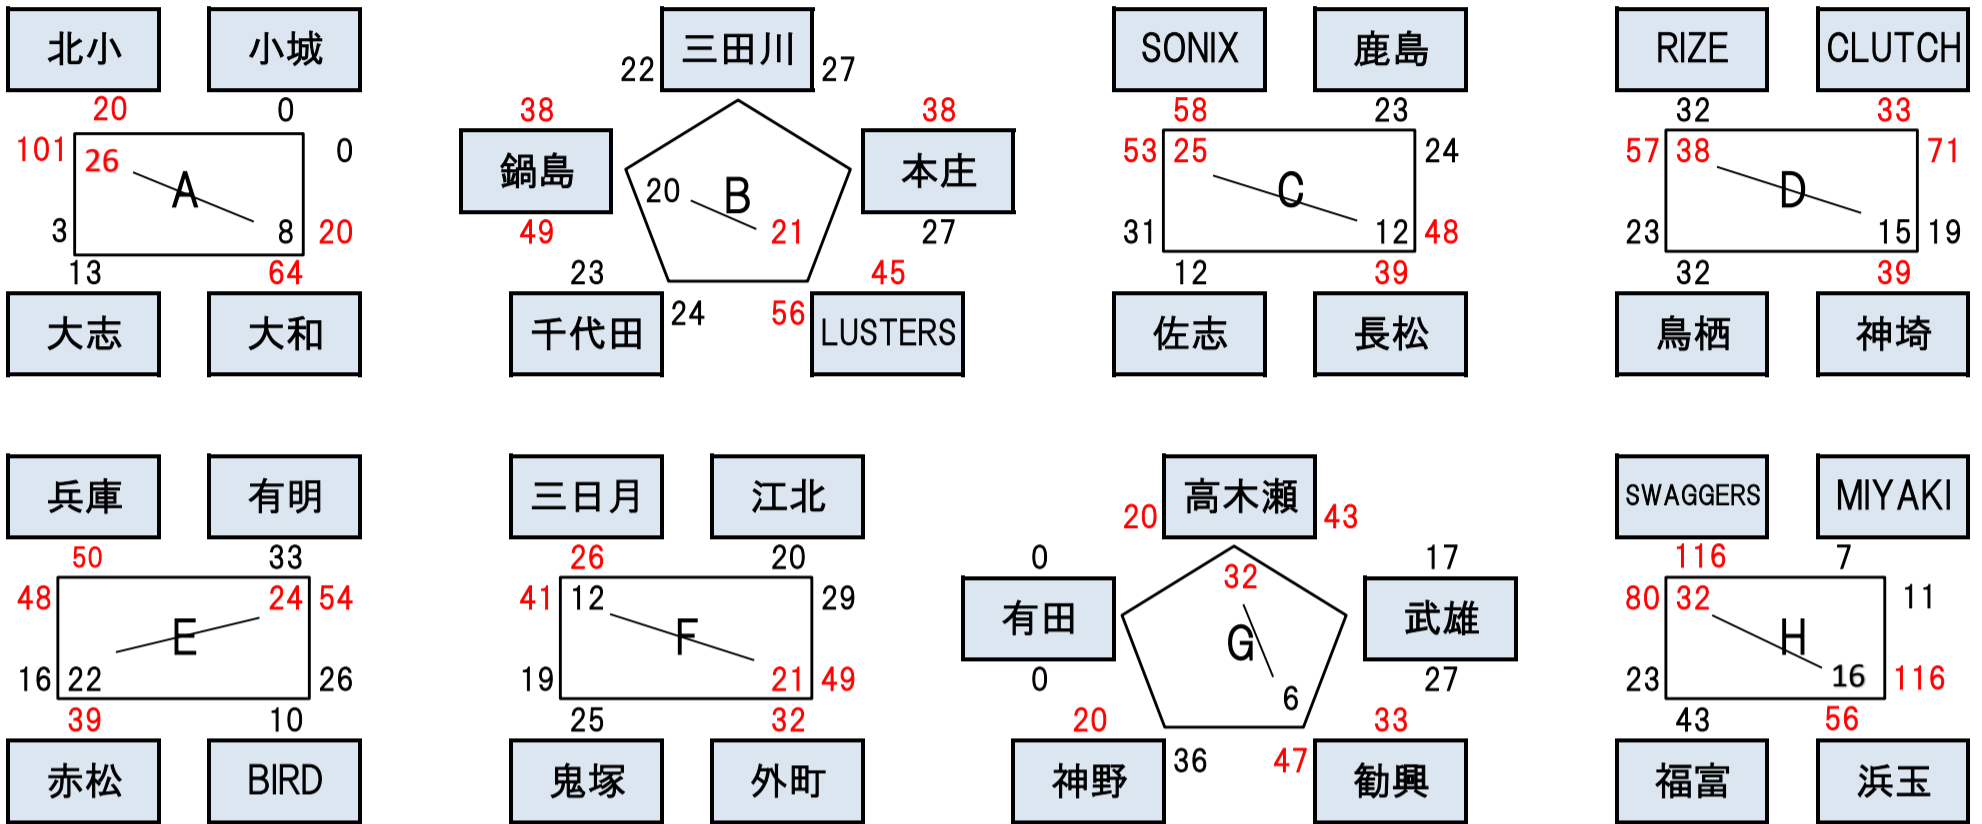 北小 小城 三田川 SONIX 鹿島 RIZE CLUTCH
22 27
20 0 38 38 58 23 32 33
101 26 0 鍋島 本庄 53 25 24 57 38 71
A 20 B C D
3 8 20 49 21 27 31 12 48 23 15 19
13 64 23 45 12 39 32 39
大志 大和 千代田 24 56 LUSTERS 佐志 長松 鳥栖 神埼
兵庫 有明 三日月 江北 高木瀬 SWAGGERS MIYAKI
20 43
50 33 26 20 0 17 116 7
48 24 54 41 12 29 有田 32 武雄 80 32 11
E F G H
16 22 26 19 21 49 0 6 27 23 16 116
39 10 25 32 20 33 43 56
赤松 BIRD 鬼塚 外町 神野 36 47 勧興 福富 浜玉